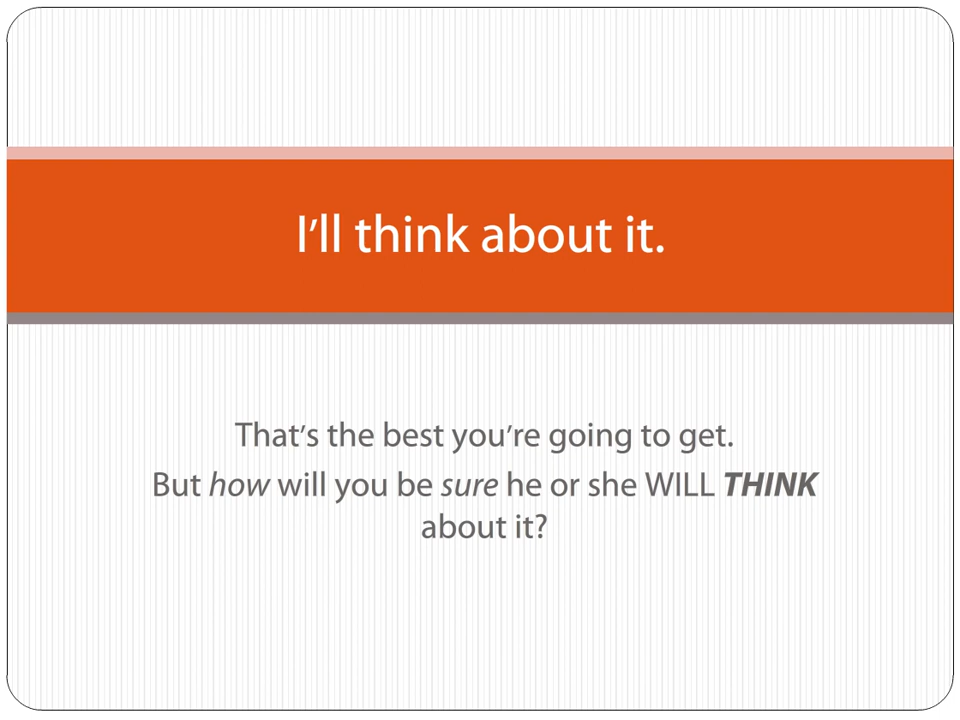 I’ll think about it.
That’s the best you’re going to get.
But how will you be sure he or she WILL THINK
about it?